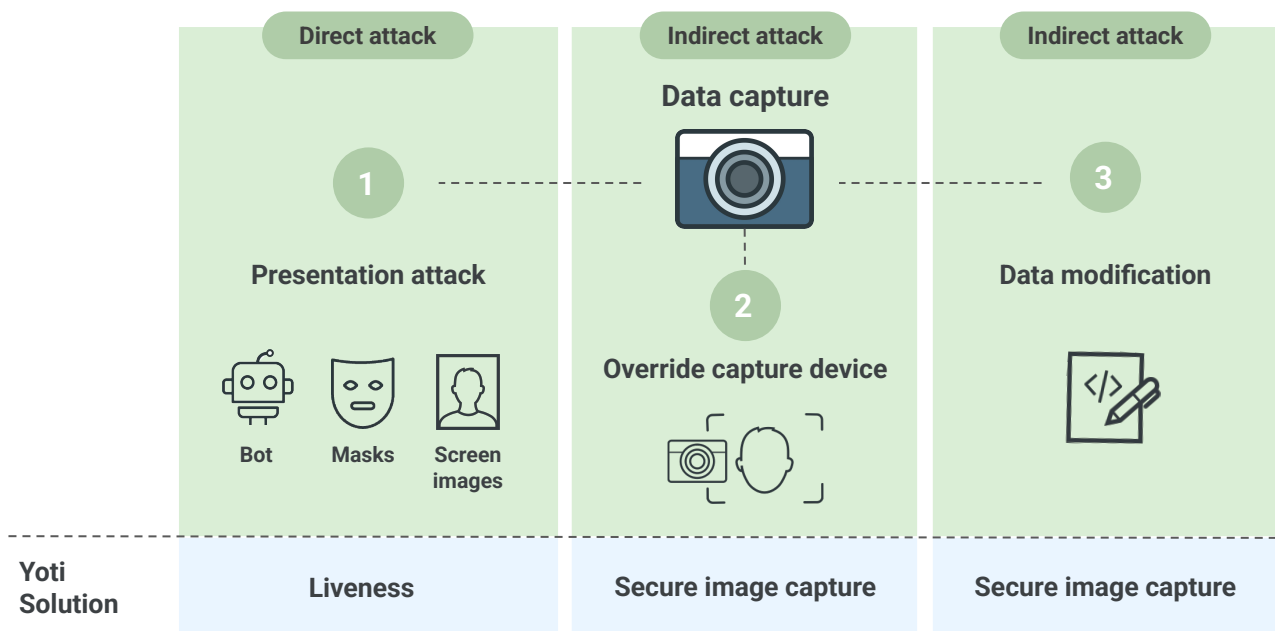 Direct attack
Indirect attack
Indirect attack
Data capture
1
3
Presentation attack
Data modification
2
Override capture device
</>
Bot
Masks
Screen
images
Yoti
Solution
Liveness
Secure image capture
Secure image capture